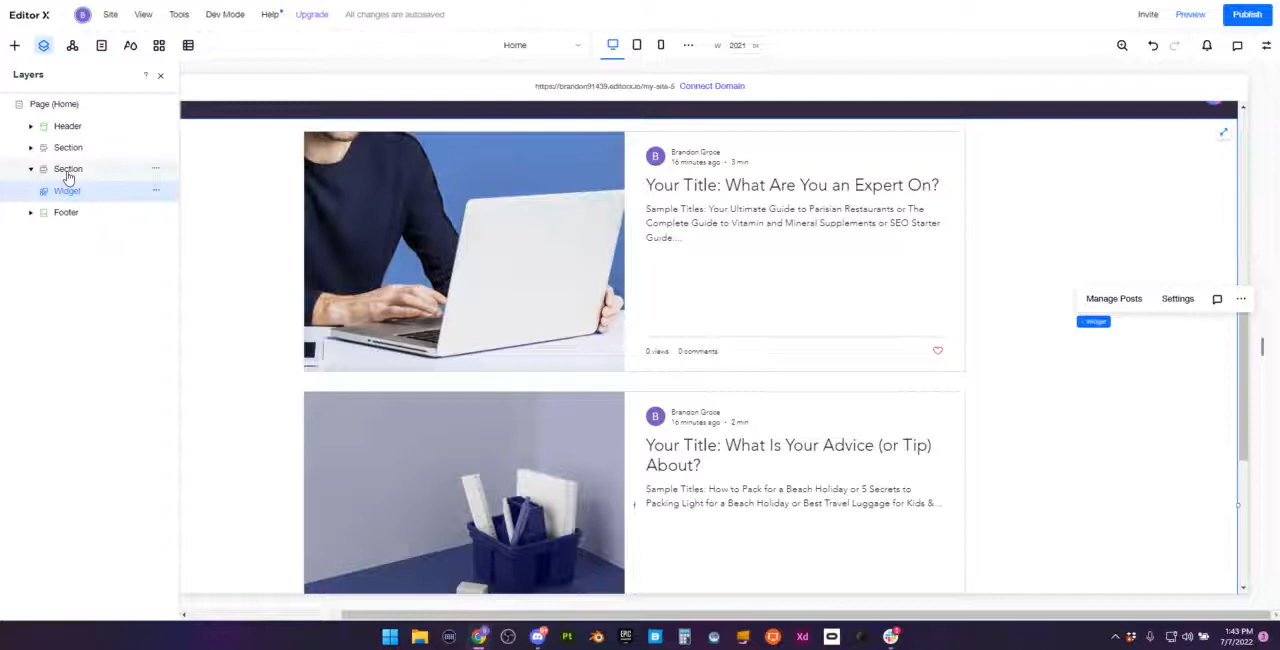 Editor X
B
Site
View
Tools
Dev Mode
Help
Upgrade
All changes are autosaved
Invite
Preview
Publish
Home
W
2021
Layers
?
https://brandon91439.editorx.io/my-site-5 Connect Domain
Page (Home)
Header
Section
Section
Widget
Footer
B
Brandon Groce
16 minutes ago · 3 min
Your Title: What Are You an Expert On?
Sample Titles: Your Ultimate Guide to Parisian Restaurants or The
Complete Guide to Vitamin and Mineral Supplements or SEO Starter
Guide....
0 views 0 comments
Manage Posts
Settings
Widget
B
Brandon Groce
16 minutes ago · 2 min
Your Title: What Is Your Advice (or Tip)
About?
Sample Titles: How to Pack for a Beach Holiday or 5 Secrets to
Packing Light for a Beach Holiday or Best Travel Luggage for Kids &...
Pt
EPIC
Xd
1:43 PM
7/7/2022
3